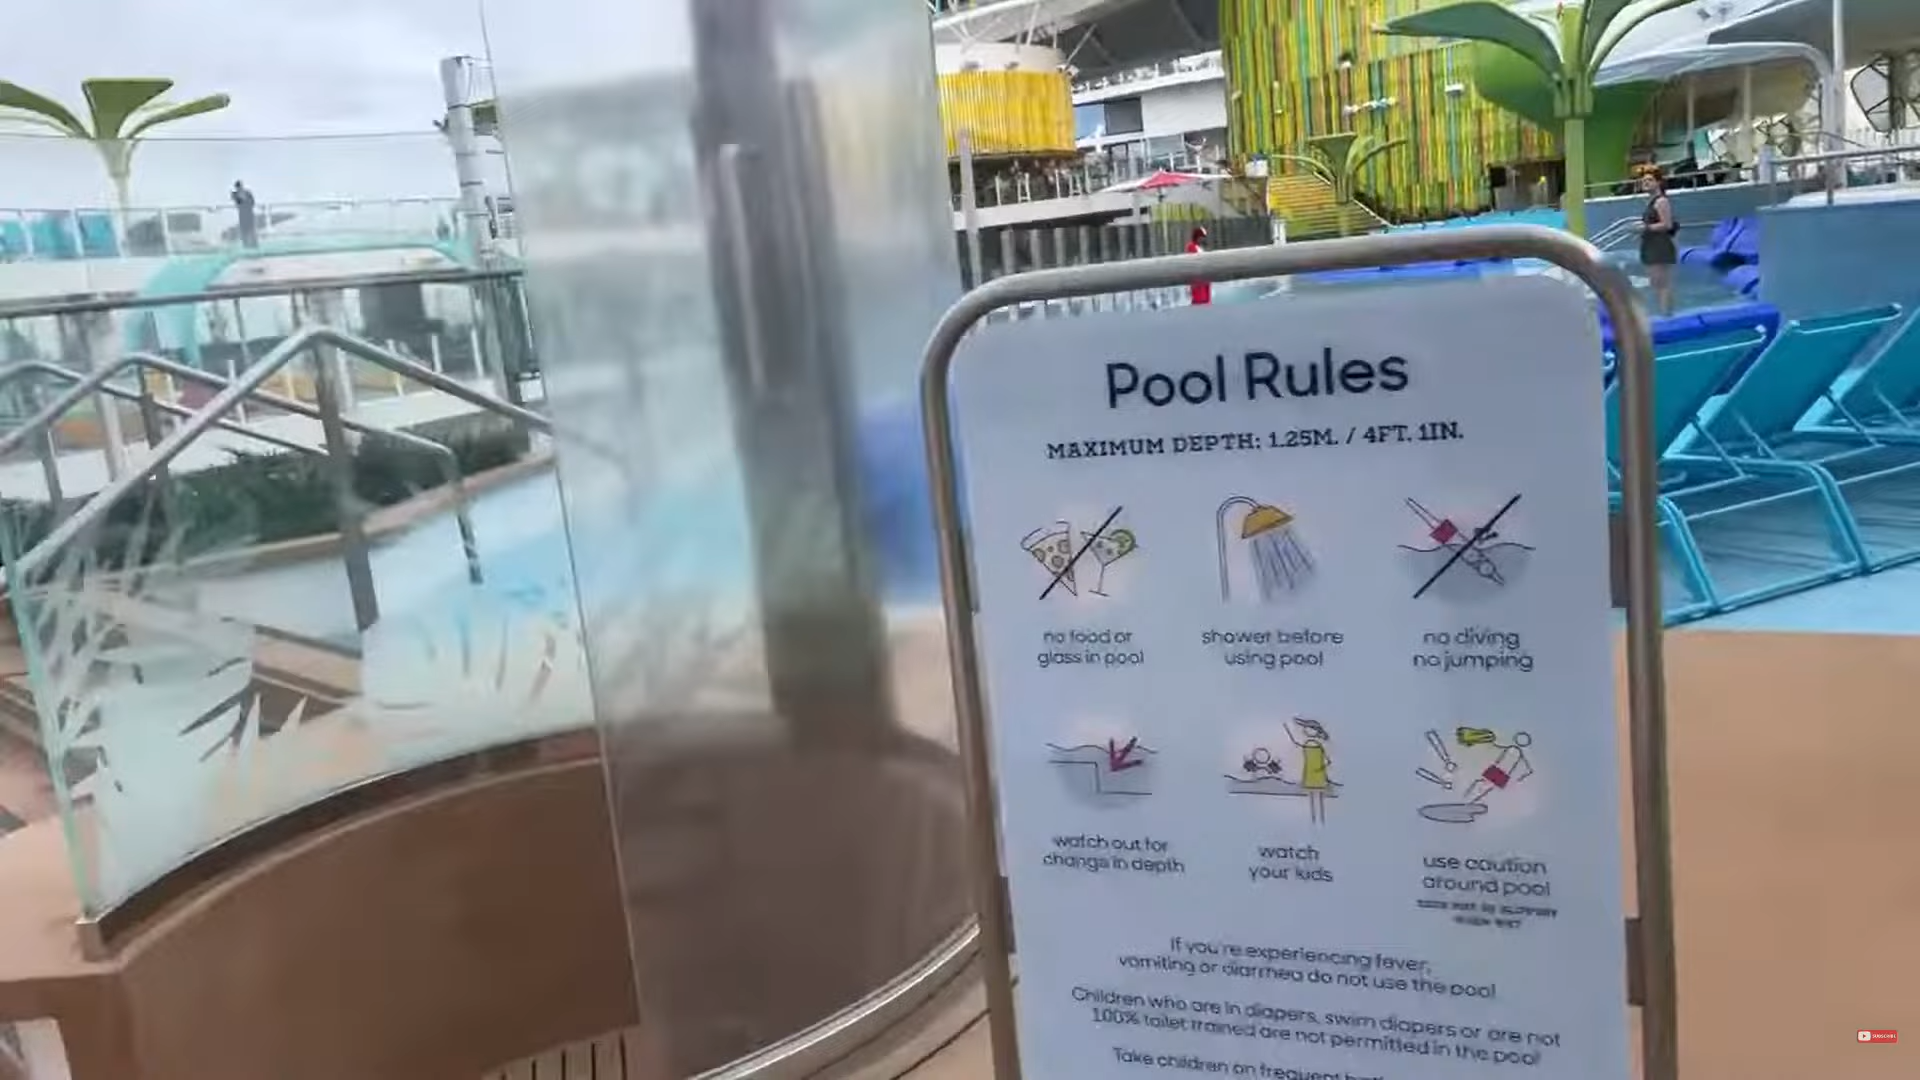 Pool Rules
MAXIMUM DEPTH: 1.25M. / 4FT. 1IN.
no food or
glass in pool
shower before
using pool
no diving
no jumping
watch out for
change in depth
watch
your kids
use caution
around pool
If you're experiencing fever,
vomiting or diarrhea do not use the pool
Children who are in diapers, swim diapers or are not
100% toilet trained are not permitted in the pool
Take children on frequent
SUBSCRIBE